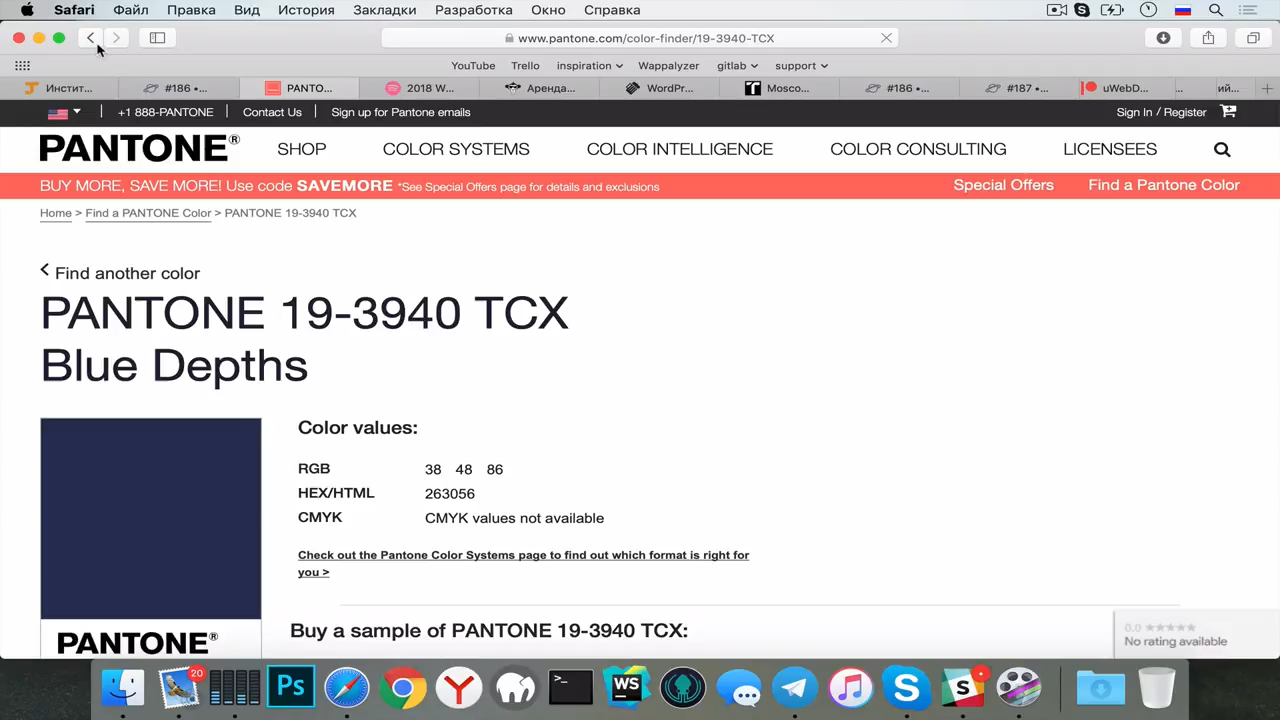 Safari Файл Правка Вид История Закладки Разработка Окно Справка
www.pantone.com/color-finder/19-3940-TCX
YouTube Trello inspiration Wappalyzer gitlab support
Инстит... #186 •... PANTO... 2018 W... Аренда... WordPr... Mosco... #186 •... #187 •... uWebD... ... ий...
+1 888-PANTONE Contact Us Sign up for Pantone emails Sign In / Register
PANTONE® SHOP COLOR SYSTEMS COLOR INTELLIGENCE COLOR CONSULTING LICENSEES
BUY MORE, SAVE MORE! Use code SAVEMORE *See Special Offers page for details and exclusions Special Offers Find a Pantone Color
Home > Find a PANTONE Color > PANTONE 19-3940 TCX
Find another color
PANTONE 19-3940 TCX
Blue Depths
Color values:
RGB 38 48 86
HEX/HTML 263056
CMYK CMYK values not available
Check out the Pantone Color Systems page to find out which format is right for
you >
Buy a sample of PANTONE 19-3940 TCX:
0.0 ★★★★★
No rating available
PANTONE®
20
Ps
WS